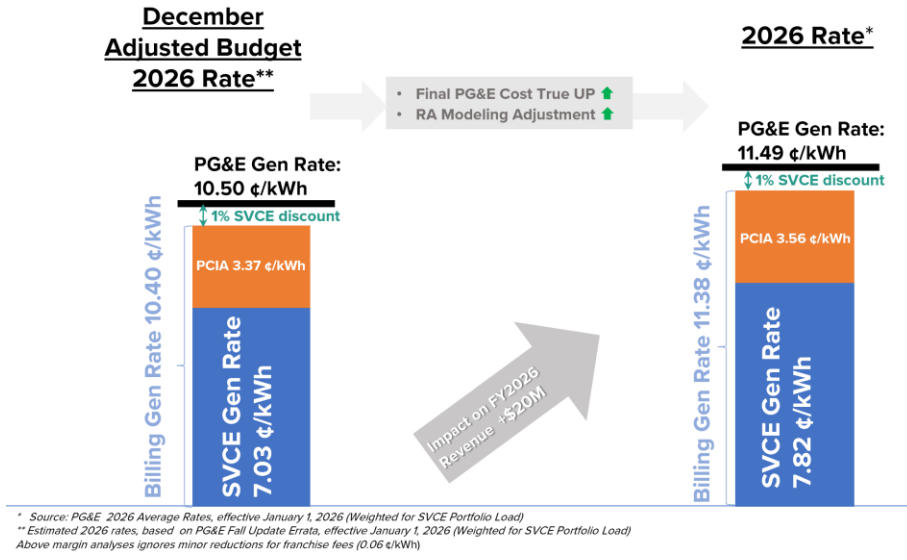 December
Adjusted Budget
2026 Rate**
2026 Rate*
• Final PG&E Cost True UP
• RA Modeling Adjustment
PG&E Gen Rate:
10.50 ¢/kWh
1% SVCE discount
PCIA 3.37 ¢/kWh
Billing Gen Rate 10.40 ¢/kWh
SVCE Gen Rate
7.03 ¢/kWh
Impact on FY2026
Revenue +$20M
PG&E Gen Rate:
11.49 ¢/kWh
1% SVCE discount
PCIA 3.56 ¢/kWh
Billing Gen Rate 11.38 ¢/kWh
SVCE Gen Rate
7.82 ¢/kWh
* Source: PG&E 2026 Average Rates, effective January 1, 2026 (Weighted for SVCE Portfolio Load)
** Estimated 2026 rates, based on PG&E Fall Update Errata, effective January 1, 2026 (Weighted for SVCE Portfolio Load)
Above margin analyses ignores minor reductions for franchise fees (0.06 ¢/kWh)